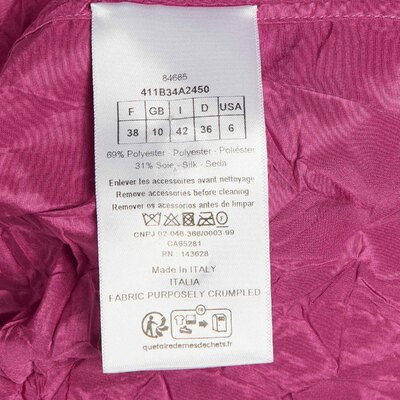 84685
411B34A2450
F GB I D USA
38 10 42 36 6
69% Polyester - Polyester - Poliéster
31% Soie - Silk - Seda
Enlever les accessoires avant nettoyage
Remove accessories before cleaning
Remover os acessórios antes de limpar
CNPJ 02-046-366/0003-99
CA65281
RN : 143628
Made In ITALY
ITALIA
FABRIC PURPOSELY CRUMPLED
FR
quefairedemesdechets.fr